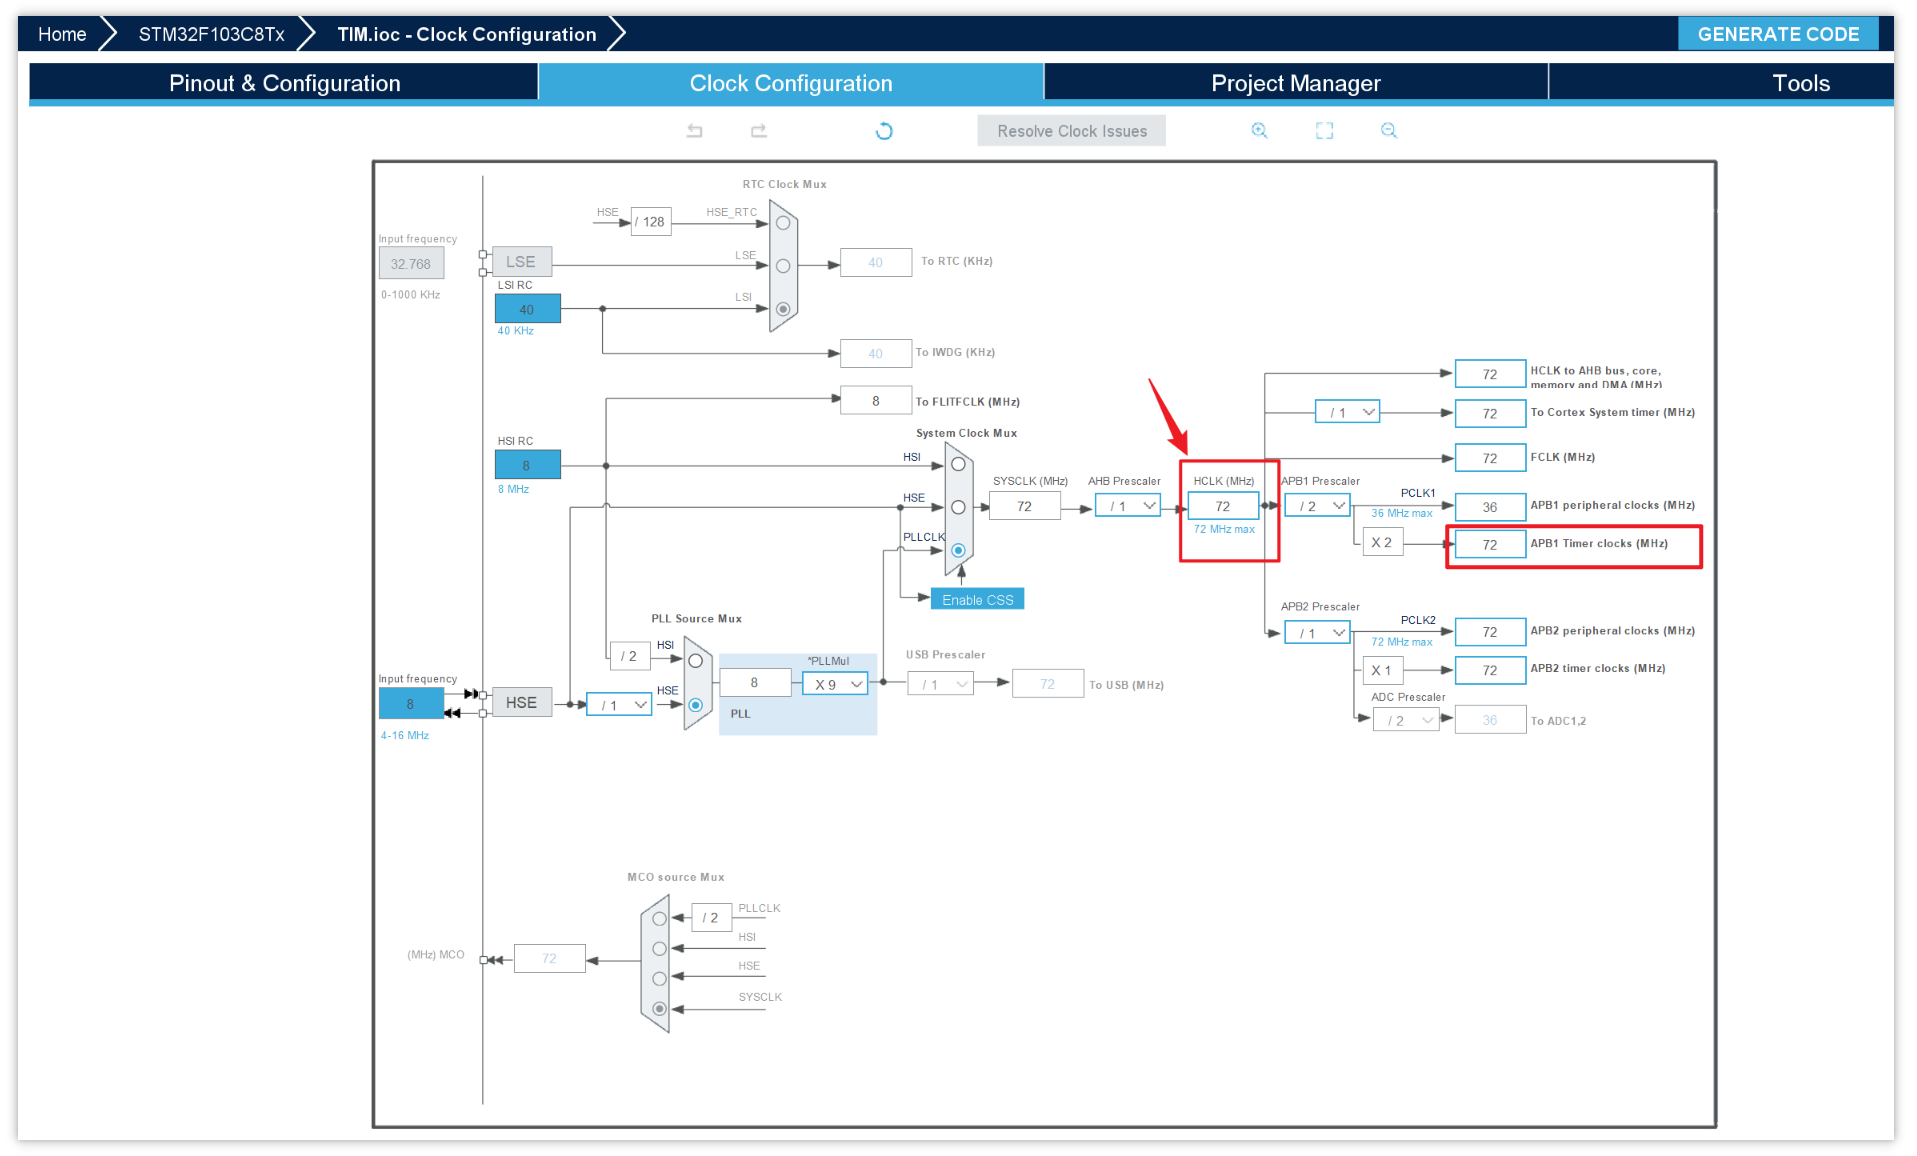 Home
STM32F103C8Tx
TIM.ioc - Clock Configuration
GENERATE CODE
Pinout & Configuration
Clock Configuration
Project Manager
Tools
Resolve Clock Issues
RTC Clock Mux
HSE
/ 128
HSE_RTC
Input frequency
32.768
0-1000 KHz
LSE
LSE
40
To RTC (KHz)
LSI RC
40
40 KHz
LSI
40
To IWDG (KHz)
8
To FLITFCLK (MHz)
HSI RC
8
8 MHz
System Clock Mux
HSI
HSE
PLLCLK
Enable CSS
SYSCLK (MHz)
72
AHB Prescaler
/ 1
HCLK (MHz)
72
72 MHz max
72
HCLK to AHB bus, core,
memory and DMA (MHz)
/ 1
72
To Cortex System timer (MHz)
72
FCLK (MHz)
APB1 Prescaler
/ 2
PCLK1
36 MHz max
36
APB1 peripheral clocks (MHz)
X 2
72
APB1 Timer clocks (MHz)
APB2 Prescaler
/ 1
PCLK2
72 MHz max
72
APB2 peripheral clocks (MHz)
X 1
72
APB2 timer clocks (MHz)
ADC Prescaler
/ 2
36
To ADC1,2
PLL Source Mux
/ 2
HSI
HSE
Input frequency
8
4-16 MHz
HSE
/ 1
8
*PLLMul
X 9
PLL
USB Prescaler
/ 1
72
To USB (MHz)
MCO source Mux
/ 2
PLLCLK
HSI
HSE
SYSCLK
(MHz) MCO
72